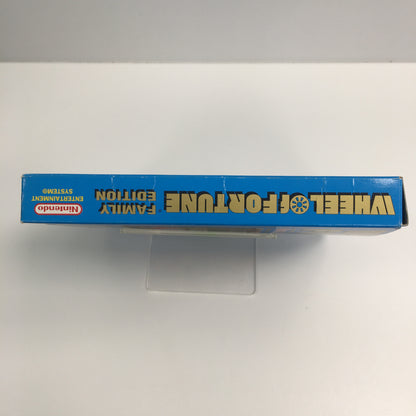 WHEEL OF FORTUNE
FAMILY
EDITION
Nintendo
ENTERTAINMENT
SYSTEM®